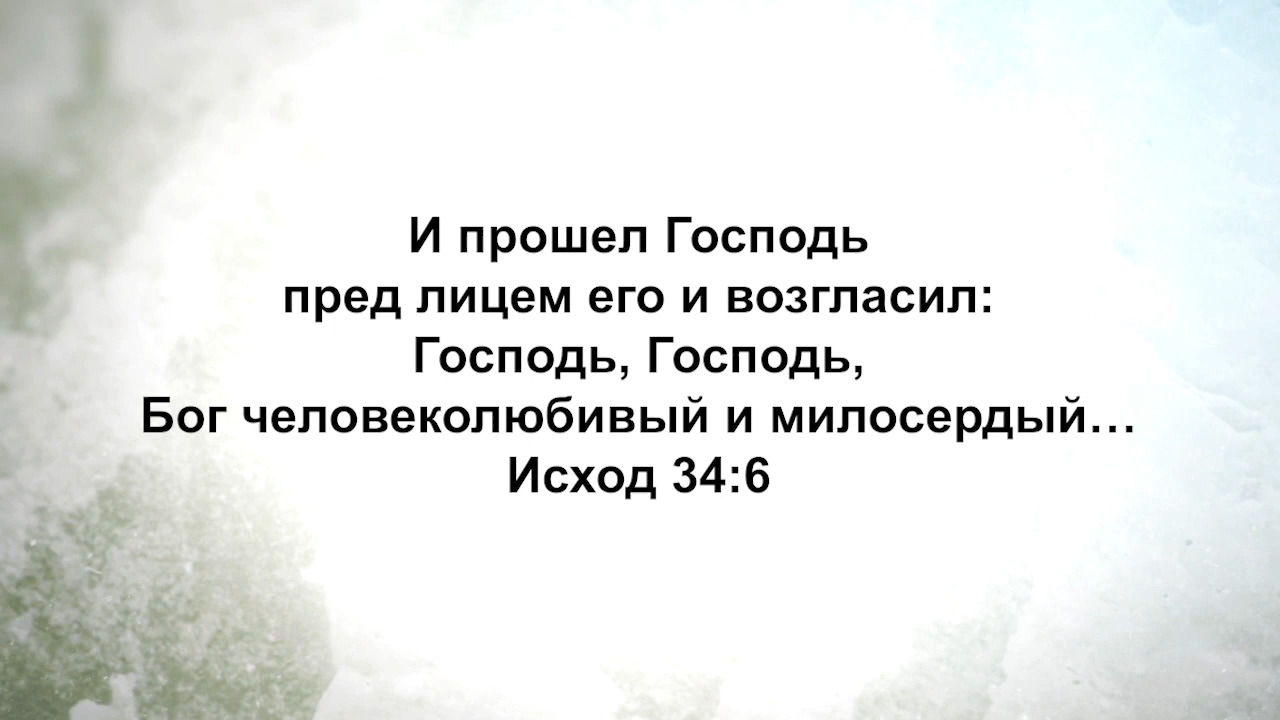 И прошел Господь
пред лицем его и возгласил:
Господь, Господь,
Бог человеколюбивый и милосердый…
Исход 34:6